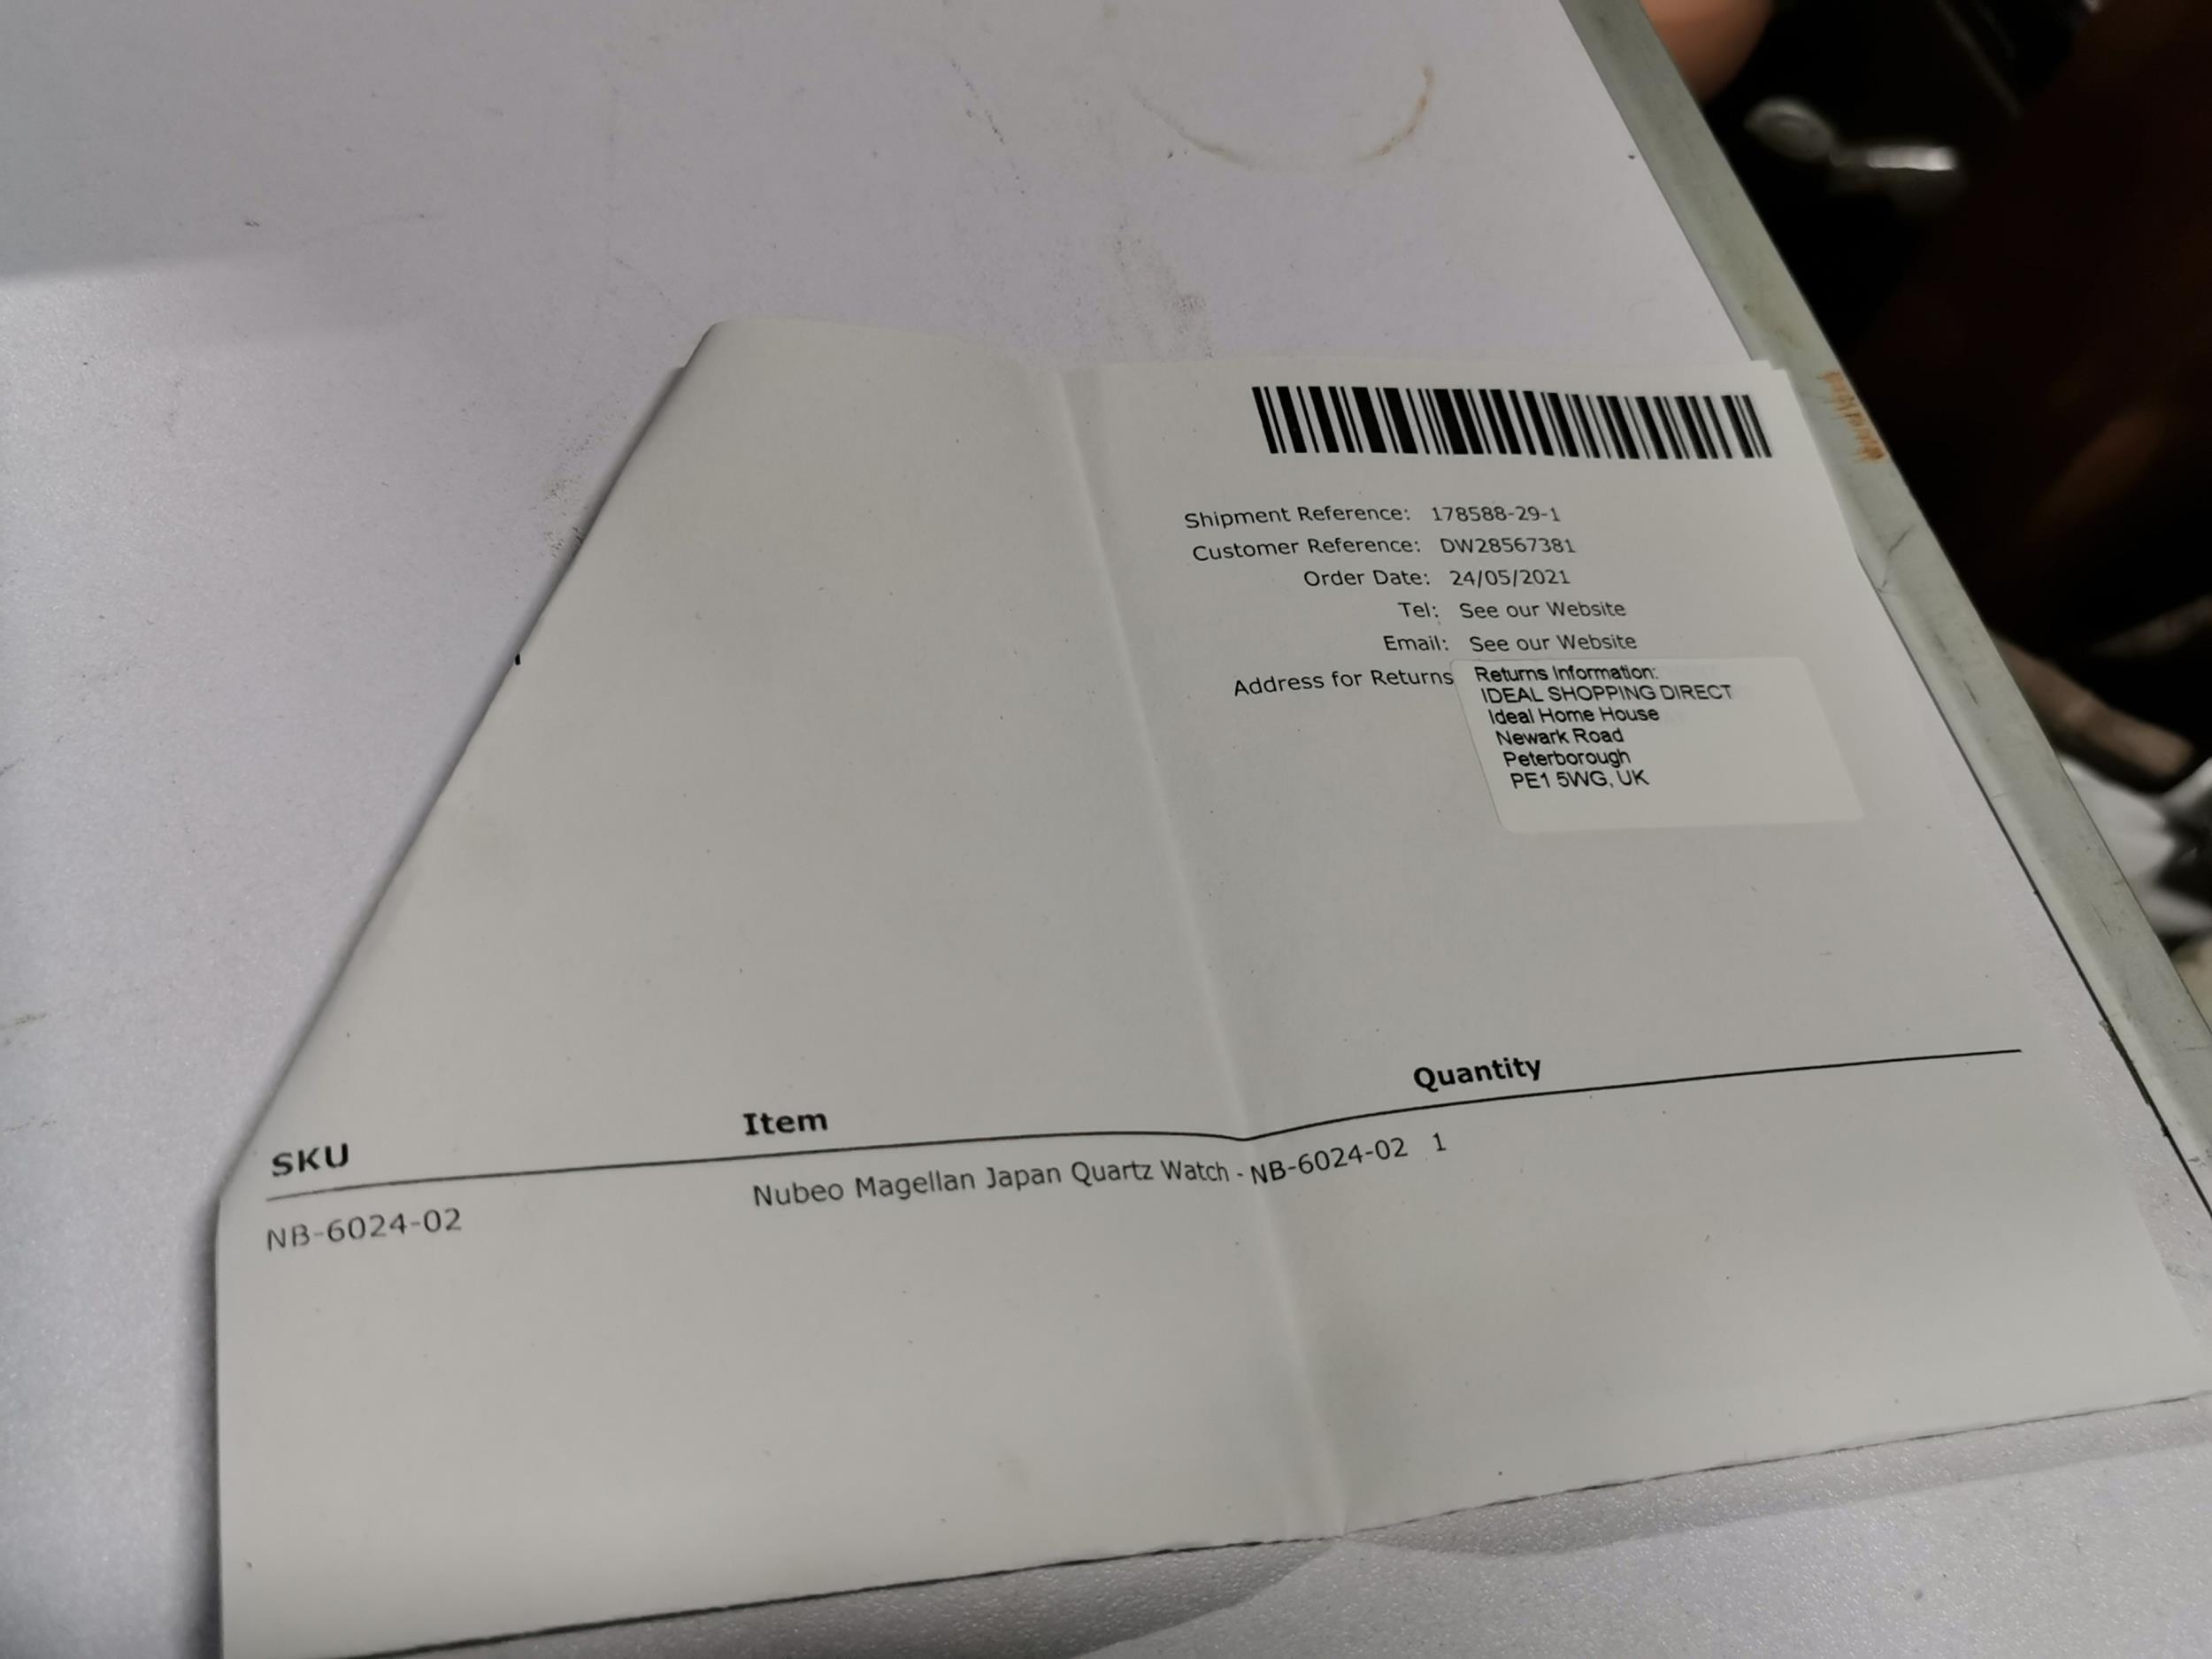 Shipment Reference: 178588-29-1
Customer Reference: DW28567381
Order Date: 24/05/2021
Tel: See our Website
Email: See our Website
Address for Returns
Returns Information:
IDEAL SHOPPING DIRECT
Ideal Home House
Newark Road
Peterborough
PE1 5WG, UK
SKU Item Quantity
NB-6024-02 Nubeo Magellan Japan Quartz Watch - NB-6024-02 1